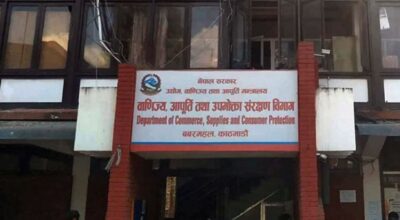 नेपाल सरकार
उद्योग, वाणिज्य तथा आपूर्ति मन्त्रालय
वाणिज्य, आपूर्ति तथा उपभोक्ता संरक्षण विभाग
Department of Commerce, Supplies and Consumer Protection
बबरमहल, काठमाडौं